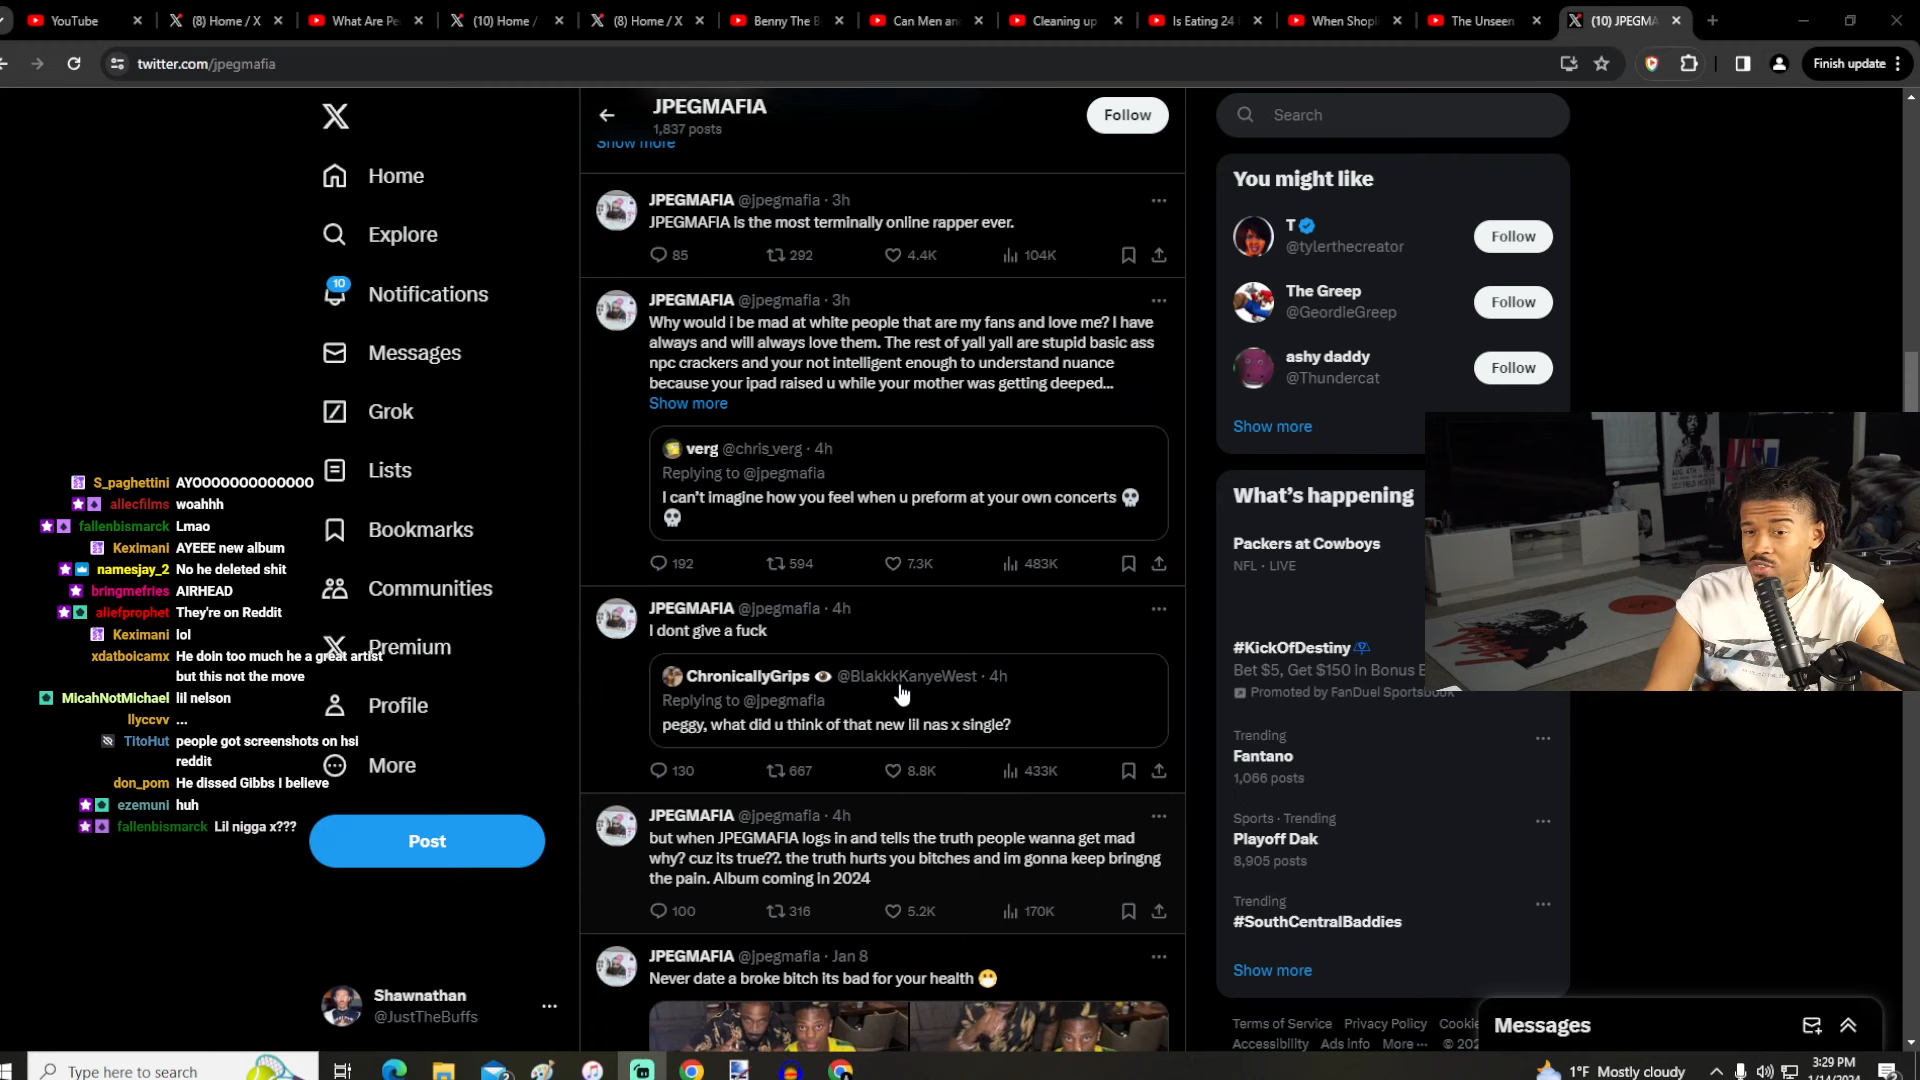 YouTube
(8) Home / X
What Are Pe
(10) Home /
(8) Home / X
Benny The B
Can Men an
Cleaning up
Is Eating 24
When Shopl
The Unseen
(10) JPEGMA
twitter.com/jpegmafia
Finish update
Home
Explore
10
Notifications
Messages
Grok
Lists
Bookmarks
Communities
Premium
Profile
More
Post
Shawnathan
@JustTheBuffs
S_paghettini AYOOOOOOOOOOOO
allecfilms woahhh
fallenbismarck Lmao
Keximani AYEEE new album
namesjay_2 No he deleted shit
bringmefries AIRHEAD
aliefprophet They're on Reddit
Keximani lol
xdatboicamx He doin too much he a great artist
but this not the move
MicahNotMichael lil nelson
llyccvv ...
TitoHut people got screenshots on hsi
reddit
don_pom He dissed Gibbs I believe
ezemuni huh
fallenbismarck Lil nigga x???
JPEGMAFIA
1,837 posts
Follow
Show more
JPEGMAFIA @jpegmafia · 3h
JPEGMAFIA is the most terminally online rapper ever.
85 292 4.4K 104K
JPEGMAFIA @jpegmafia · 3h
Why would i be mad at white people that are my fans and love me? I have
always and will always love them. The rest of yall yall are stupid basic ass
npc crackers and your not intelligent enough to understand nuance
because your ipad raised u while your mother was getting deeped...
Show more
verg @chris_verg · 4h
Replying to @jpegmafia
I can't imagine how you feel when u preform at your own concerts 💀
💀
192 594 7.3K 483K
JPEGMAFIA @jpegmafia · 4h
I dont give a fuck
ChronicallyGrips 👁 @BLakkkKanyeWest · 4h
Replying to @jpegmafia
peggy, what did u think of that new lil nas x single?
130 667 8.8K 433K
JPEGMAFIA @jpegmafia · 4h
but when JPEGMAFIA logs in and tells the truth people wanna get mad
why? cuz its true??. the truth hurts you bitches and im gonna keep bringng
the pain. Album coming in 2024
100 316 5.2K 170K
JPEGMAFIA @jpegmafia · Jan 8
Never date a broke bitch its bad for your health 😷
Search
You might like
T
@tylerthecreator
Follow
The Greep
@GeordieGreep
Follow
ashy daddy
@Thundercat
Follow
Show more
What's happening
Packers at Cowboys
NFL · LIVE
#KickOfDestiny
Bet $5, Get $150 in Bonus
Promoted by FanDuel Sportsbook
Trending
Fantano
1,066 posts
Sports · Trending
Playoff Dak
8,905 posts
Trending
#SouthCentralBaddies
Show more
Terms of Service Privacy Policy Cookie
Accessibility Ads info More ··· © 202
Messages
Type here to search
1°F Mostly cloudy
3:29 PM